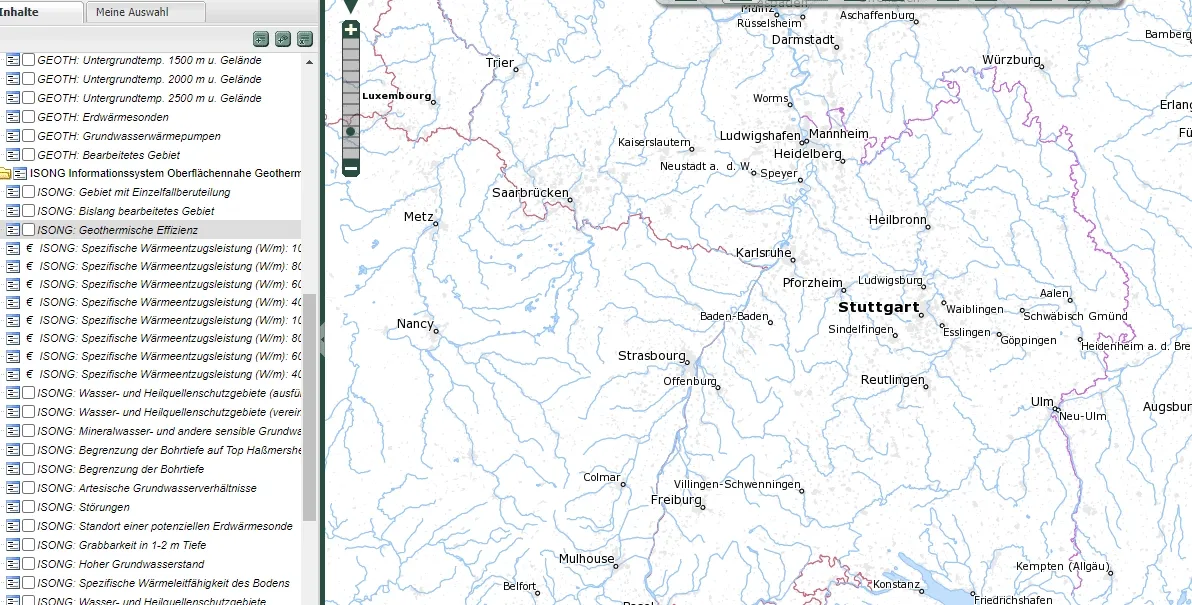 Inhalte
Meine Auswahl
GEOTH: Untergrundtemp. 1500 m u. Gelände
GEOTH: Untergrundtemp. 2000 m u. Gelände
GEOTH: Untergrundtemp. 2500 m u. Gelände
GEOTH: Erdwärmesonden
GEOTH: Grundwasserwärmepumpen
GEOTH: Bearbeitetes Gebiet
ISONG Informationssystem Oberflächennahe Geotherm
ISONG: Gebiet mit Einzelfallberuteilung
ISONG: Bislang bearbeitetes Gebiet
ISONG: Geothermische Effizienz
€ ISONG: Spezifische Wärmeentzugsleistung (W/m): 10
€ ISONG: Spezifische Wärmeentzugsleistung (W/m): 80
€ ISONG: Spezifische Wärmeentzugsleistung (W/m): 60
€ ISONG: Spezifische Wärmeentzugsleistung (W/m): 40
€ ISONG: Spezifische Wärmeentzugsleistung (W/m): 10
€ ISONG: Spezifische Wärmeentzugsleistung (W/m): 80
€ ISONG: Spezifische Wärmeentzugsleistung (W/m): 60
€ ISONG: Spezifische Wärmeentzugsleistung (W/m): 40
ISONG: Wasser- und Heilquellenschutzgebiete (ausfü
ISONG: Wasser- und Heilquellenschutzgebiete (verein
ISONG: Mineralwasser- und andere sensible Grundwa
ISONG: Begrenzung der Bohrtiefe auf Top Haßmershe
ISONG: Begrenzung der Bohrtiefe
ISONG: Artesische Grundwasserverhältnisse
ISONG: Störungen
ISONG: Standort einer potenziellen Erdwärmesonde
ISONG: Grabbarkeit in 1-2 m Tiefe
ISONG: Hoher Grundwasserstand
ISONG: Spezifische Wärmeleitfähigkeit des Bodens
ISONG: Wasser- und Heilquellenschutzgebiete
Mainz
Rüsselsheim
Aschaffenburg
Darmstadt
Bamberg
Trier
Würzburg
Luxembourg
Worms
Erlang
Ludwigshafen
Mannheim
Fü
Kaiserslautern
Heidelberg
Neustadt a. d. W.
Speyer
Saarbrücken
Metz
Heilbronn
Karlsruhe
Pforzheim
Ludwigsburg
Aalen
Stuttgart
Waiblingen
Schwäbisch Gmünd
Baden-Baden
Nancy
Sindelfingen
Esslingen
Göppingen
Heidenheim a. d. Bre
Strasbourg
Offenburg
Reutlingen
Ulm
Neu-Ulm
Augsbur
Colmar
Villingen-Schwenningen
Freiburg
Mulhouse
Kempten (Allgäu)
Belfort
Konstanz
Friedrichshafen
Basel